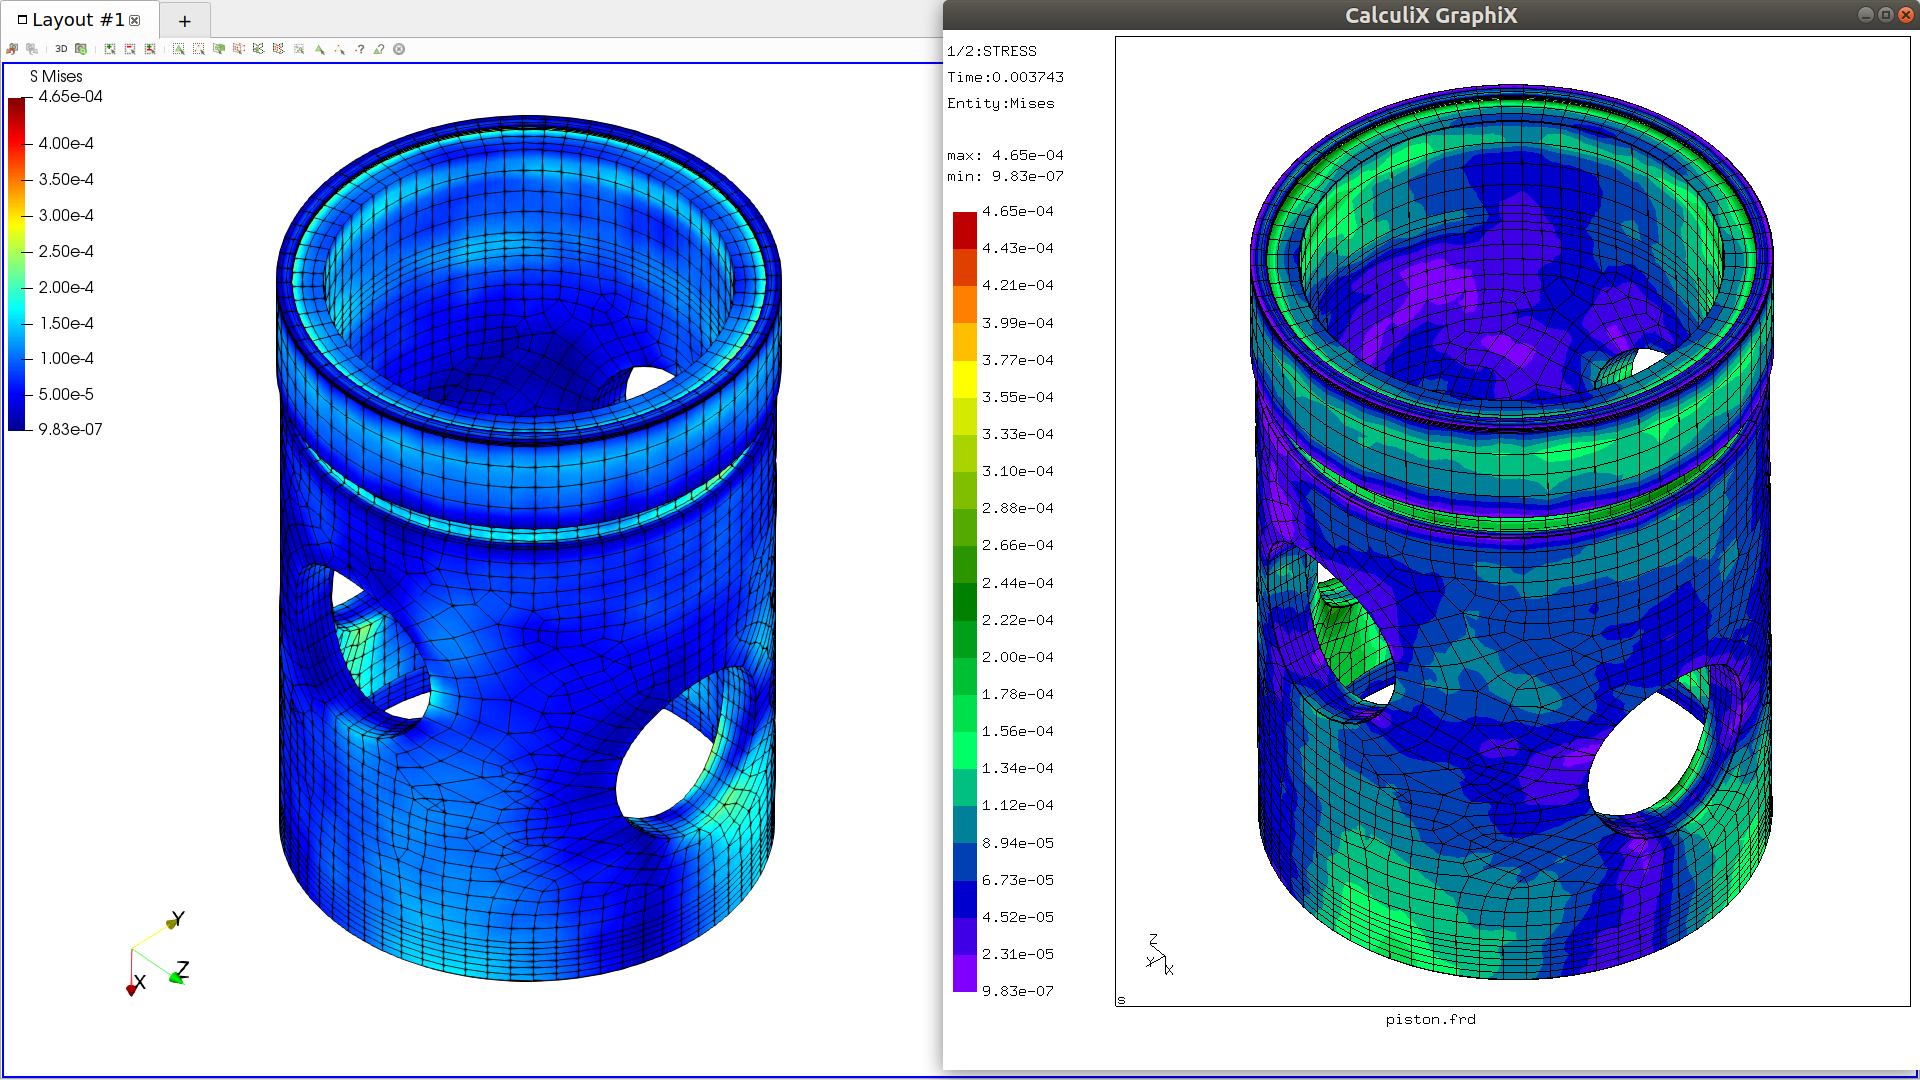 Layout #1
+
3D
S Mises
4.65e-04
4.00e-4
3.50e-4
3.00e-4
2.50e-4
2.00e-4
1.50e-4
1.00e-4
5.00e-5
9.83e-07
Y
Z
X
CalculiX GraphiX
1/2:STRESS
Time:0.003743
Entity:Mises
max: 4.65e-04
min: 9.83e-07
4.65e-04
4.43e-04
4.21e-04
3.99e-04
3.77e-04
3.55e-04
3.33e-04
3.10e-04
2.88e-04
2.66e-04
2.44e-04
2.22e-04
2.00e-04
1.78e-04
1.56e-04
1.34e-04
1.12e-04
8.94e-05
6.73e-05
4.52e-05
2.31e-05
9.83e-07
Z
Y
X
s
piston.frd